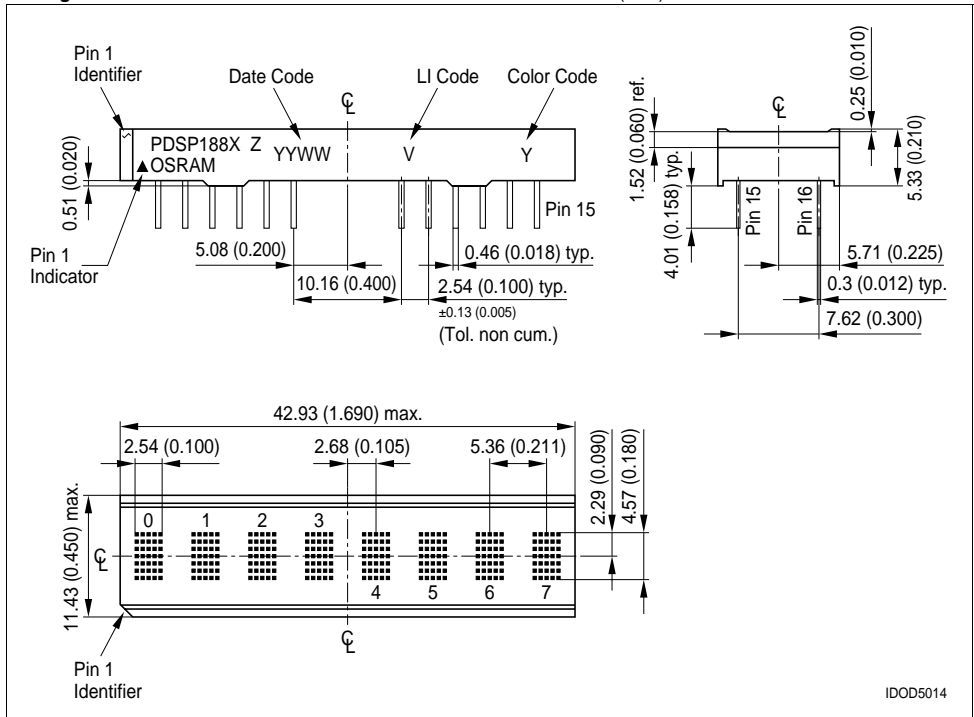 Pin 1
Identifier
Date Code
LI Code
Color Code
PDSP188X Z
YYWW
V
Y
▲OSRAM
0.51 (0.020)
Pin 1
Indicator
5.08 (0.200)
10.16 (0.400)
0.46 (0.018) typ.
2.54 (0.100) typ.
±0.13 (0.005)
(Tol. non cum.)
Pin 15
1.52 (0.060) ref.
4.01 (0.158) typ.
0.25 (0.010)
5.33 (0.210)
Pin 15
Pin 16
5.71 (0.225)
0.3 (0.012) typ.
7.62 (0.300)
42.93 (1.690) max.
2.54 (0.100)
2.68 (0.105)
5.36 (0.211)
2.29 (0.090)
4.57 (0.180)
11.43 (0.450) max.
0 1 2 3
4 5 6 7
Pin 1
Identifier
IDOD5014